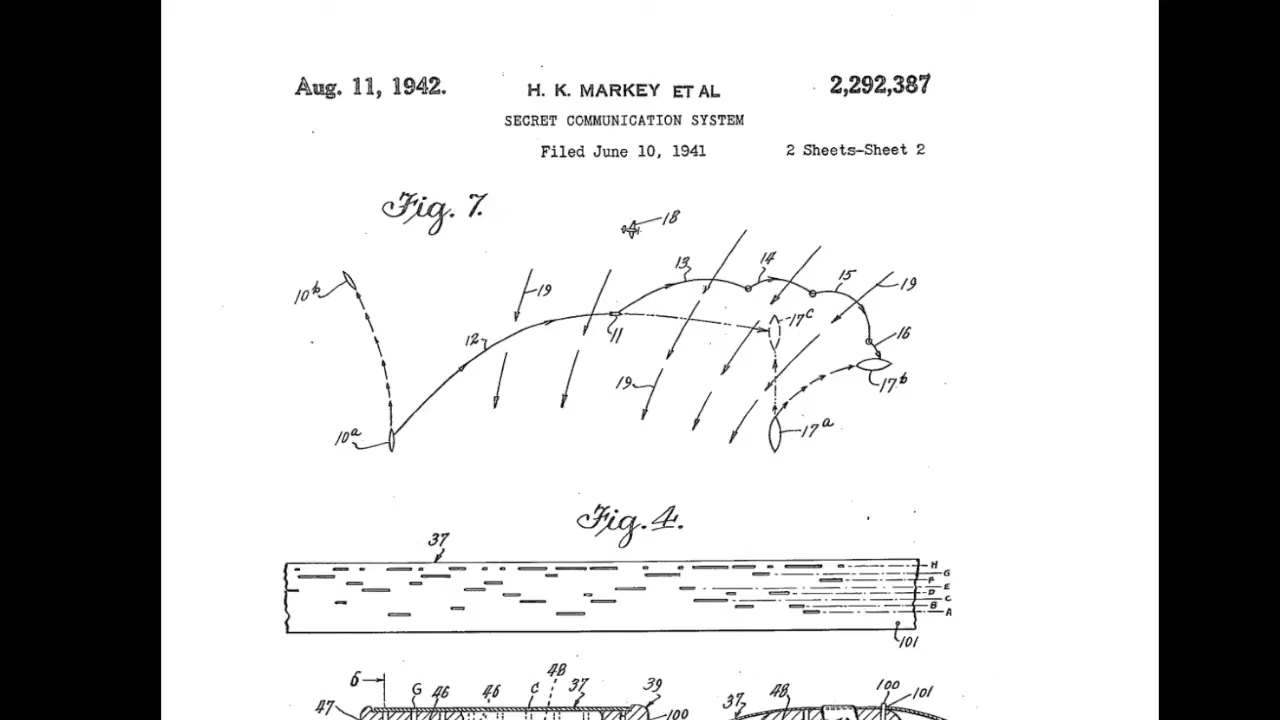 Aug. 11, 1942.
H. K. MARKEY ET AL
2,292,387
SECRET COMMUNICATION SYSTEM
Filed June 10, 1941
2 Sheets-Sheet 2
Fig. 7.
18
13
14
15
19
10b
19
17c
12
11
16
19
17b
10a
17a
Fig. 4.
37
H
G
F
E
D
C
B
A
101
6
G
46
46
C
48
37
39
47
100
37
48
100
101